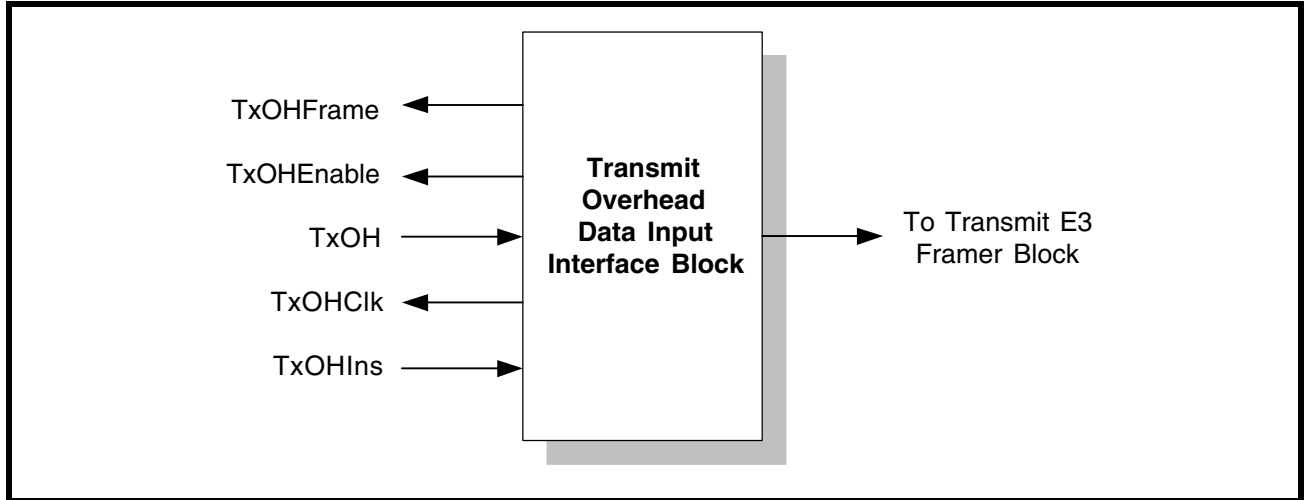 TxOHFrame
TxOHEnable
TxOH
TxOHClk
TxOHIns
Transmit
Overhead
Data Input
Interface Block
To Transmit E3
Framer Block